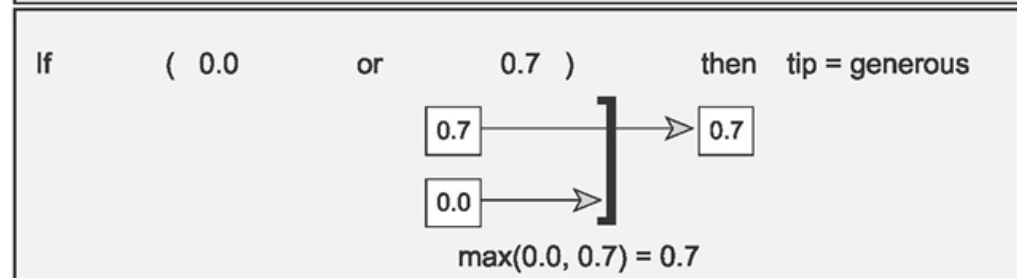 If ( 0.0 or 0.7 ) then tip = generous
0.7 0.7
0.0
max(0.0, 0.7) = 0.7